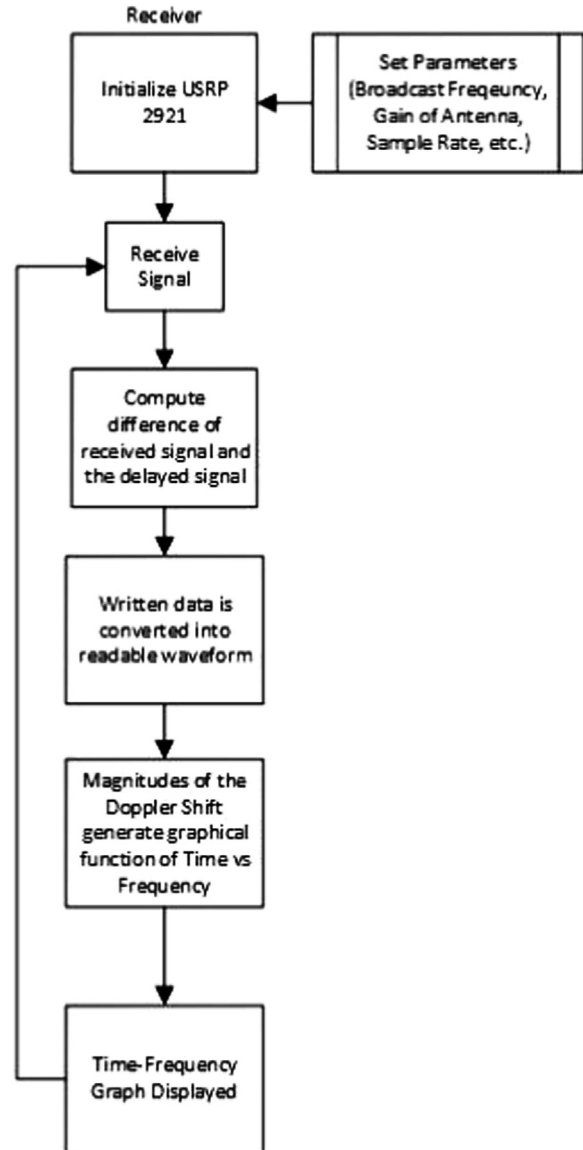 Receiver
Initialize USRP
2921
Set Parameters
(Broadcast Freqeuncy,
Gain of Antenna,
Sample Rate, etc.)
Receive
Signal
Compute
difference of
received signal and
the delayed signal
Written data is
converted into
readable waveform
Magnitudes of the
Doppler Shift
generate graphical
function of Time vs
Frequency
Time-Frequency
Graph Displayed